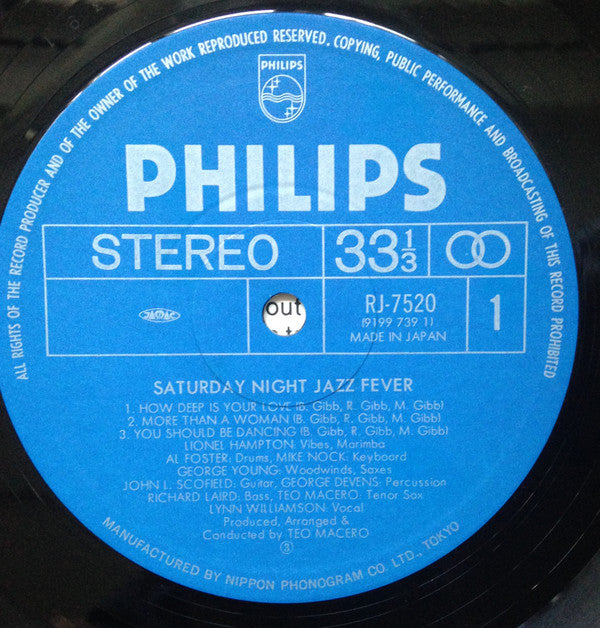 ALL RIGHTS OF THE RECORD PRODUCER AND OF THE OWNER OF THE WORK REPRODUCED RESERVED. COPYING, PUBLIC PERFORMANCE AND BROADCASTING OF THIS RECORD PROHIBITED
PHILIPS
PHILIPS
STEREO 33 1/3
JASRAC out RJ-7520 1
(9199 739 1)
MADE IN JAPAN
SATURDAY NIGHT JAZZ FEVER
1. HOW DEEP IS YOUR LOVE (B. Gibb, R. Gibb, M. Gibb)
2. MORE THAN A WOMAN (B. Gibb, R. Gibb, M. Gibb)
3. YOU SHOULD BE DANCING (B. Gibb, R. Gibb, M. Gibb)
LIONEL HAMPTON: Vibes, Marimba
AL FOSTER: Drums, MIKE NOCK: Keyboard
GEORGE YOUNG: Woodwinds, Saxes
JOHN L. SCOFIELD: Guitar, GEORGE DEVENS: Percussion
RICHARD LAIRD: Bass, TEO MACERO: Tenor Sax
LYNN WILLIAMSON: Vocal
Produced, Arranged &
Conducted by TEO MACERO
③
MANUFACTURED BY NIPPON PHONOGRAM CO. LTD., TOKYO